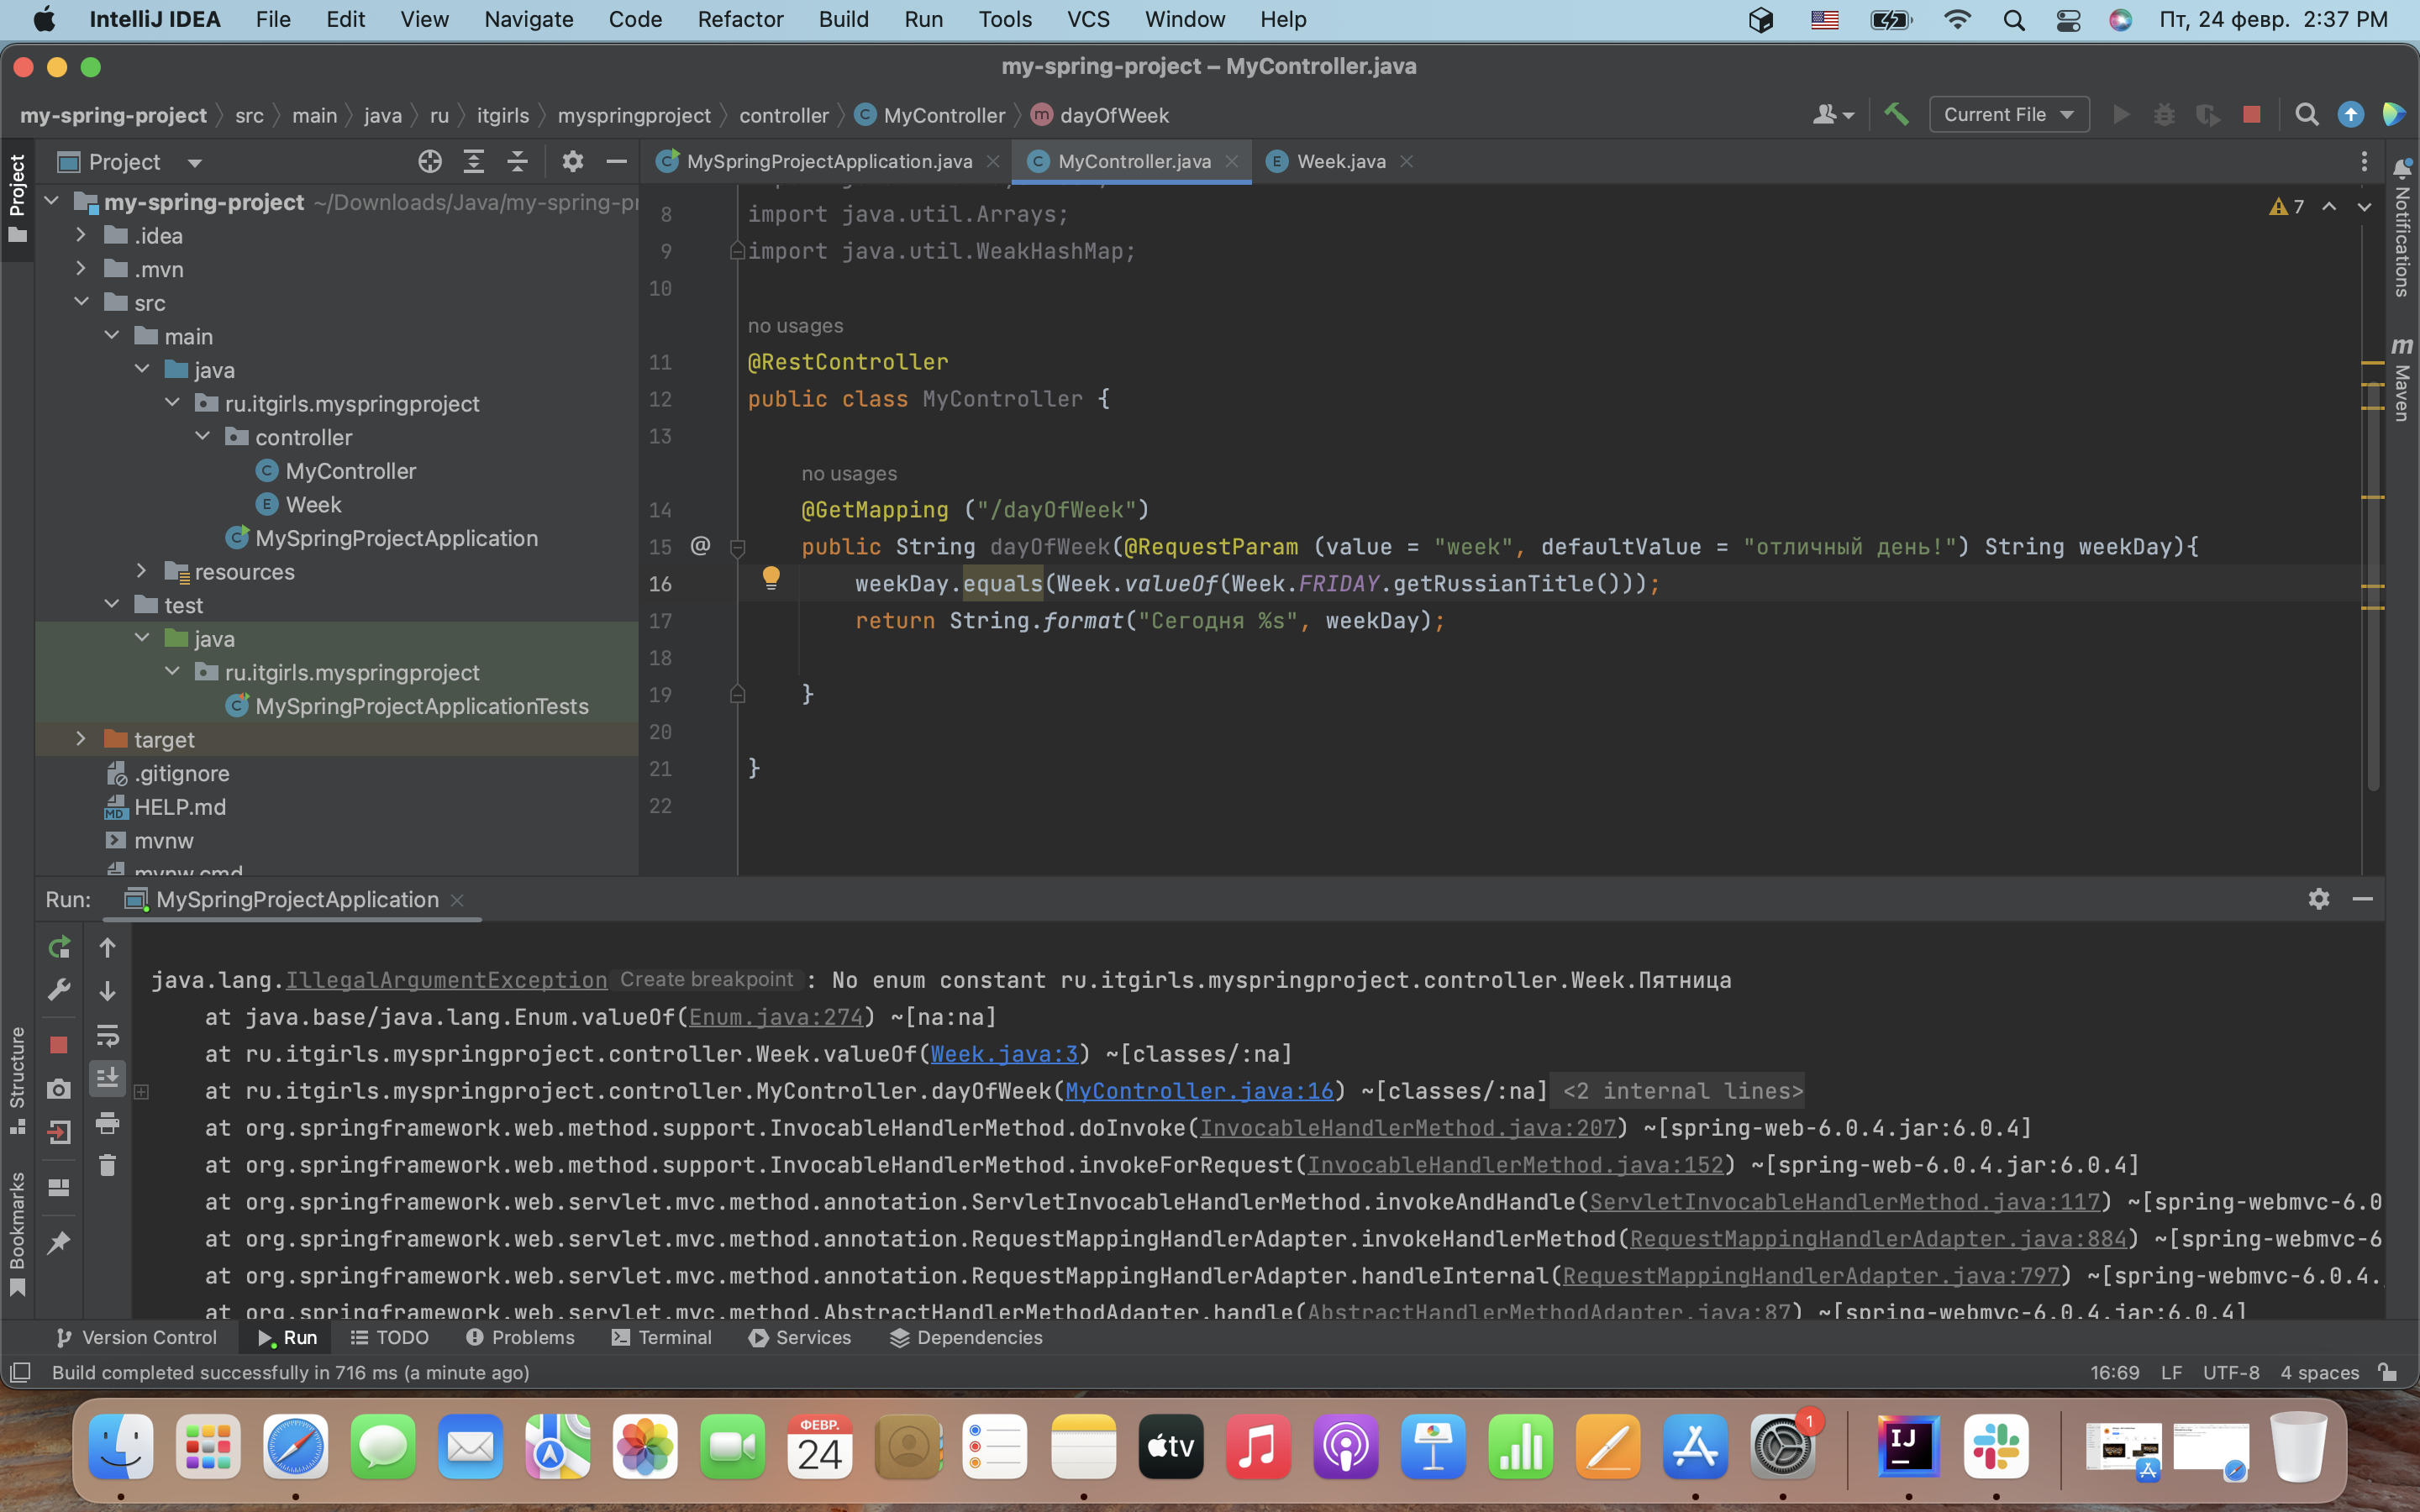 IntelliJ IDEA File Edit View Navigate Code Refactor Build Run Tools VCS Window Help Пт, 24 февр. 2:37 PM
my-spring-project – MyController.java
my-spring-project src main java ru itgirls myspringproject controller MyController dayOfWeek Current File
Project MySpringProjectApplication.java MyController.java Week.java
Project
my-spring-project ~/Downloads/Java/my-spring-pr
.idea
.mvn
src
main
java
ru.itgirls.myspringproject
controller
MyController
Week
MySpringProjectApplication
resources
test
java
ru.itgirls.myspringproject
MySpringProjectApplicationTests
target
.gitignore
HELP.md
mvnw
mvnw.cmd
8 import java.util.Arrays;
9 import java.util.WeakHashMap;
10
no usages
11 @RestController
12 public class MyController {
13
no usages
14 @GetMapping ("/dayOfWeek")
15 public String dayOfWeek(@RequestParam (value = "week", defaultValue = "отличный день!") String weekDay){
16 weekDay.equals(Week.valueOf(Week.FRIDAY.getRussianTitle()));
17 return String.format("Сегодня %s", weekDay);
18
19 }
20
21 }
22
7
Notifications
Maven
Run: MySpringProjectApplication
java.lang.IllegalArgumentException Create breakpoint : No enum constant ru.itgirls.myspringproject.controller.Week.Пятница
at java.base/java.lang.Enum.valueOf(Enum.java:274) ~[na:na]
at ru.itgirls.myspringproject.controller.Week.valueOf(Week.java:3) ~[classes/:na]
at ru.itgirls.myspringproject.controller.MyController.dayOfWeek(MyController.java:16) ~[classes/:na] <2 internal lines>
at org.springframework.web.method.support.InvocableHandlerMethod.doInvoke(InvocableHandlerMethod.java:207) ~[spring-web-6.0.4.jar:6.0.4]
at org.springframework.web.method.support.InvocableHandlerMethod.invokeForRequest(InvocableHandlerMethod.java:152) ~[spring-web-6.0.4.jar:6.0.4]
at org.springframework.web.servlet.mvc.method.annotation.ServletInvocableHandlerMethod.invokeAndHandle(ServletInvocableHandlerMethod.java:117) ~[spring-webmvc-6.0
at org.springframework.web.servlet.mvc.method.annotation.RequestMappingHandlerAdapter.invokeHandlerMethod(RequestMappingHandlerAdapter.java:884) ~[spring-webmvc-6
at org.springframework.web.servlet.mvc.method.annotation.RequestMappingHandlerAdapter.handleInternal(RequestMappingHandlerAdapter.java:797) ~[spring-webmvc-6.0.4.
at org.springframework.web.servlet.mvc.method.AbstractHandlerMethodAdapter.handle(AbstractHandlerMethodAdapter.java:87) ~[spring-webmvc-6.0.4.jar:6.0.4]
Structure
Bookmarks
Version Control Run TODO Problems Terminal Services Dependencies
Build completed successfully in 716 ms (a minute ago) 16:69 LF UTF-8 4 spaces
ФЕВР.
24
tv
1
IJ